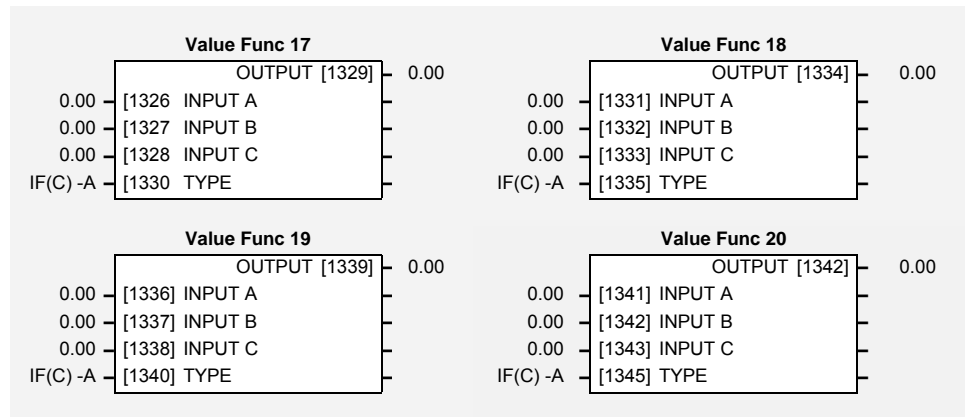 Value Func 17
OUTPUT [1329] 0.00
0.00 [1326 INPUT A
0.00 [1327 INPUT B
0.00 [1328 INPUT C
IF(C) -A [1330 TYPE
Value Func 18
OUTPUT [1334] 0.00
0.00 [1331] INPUT A
0.00 [1332] INPUT B
0.00 [1333] INPUT C
IF(C) -A [1335] TYPE
Value Func 19
OUTPUT [1339] 0.00
0.00 [1336] INPUT A
0.00 [1337] INPUT B
0.00 [1338] INPUT C
IF(C) -A [1340] TYPE
Value Func 20
OUTPUT [1342] 0.00
0.00 [1341] INPUT A
0.00 [1342] INPUT B
0.00 [1343] INPUT C
IF(C) -A [1345] TYPE